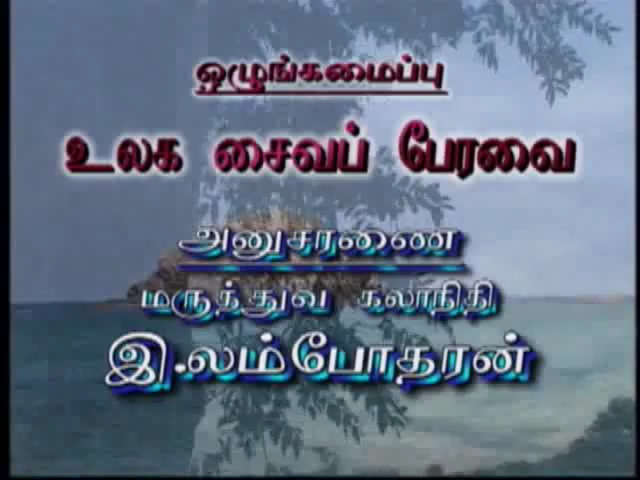 ஒழுங்கமைப்பு
உலக சைவப் பேரவை
அனுசரணை
மருத்துவ கலாநிதி
இ.லம்போதரன்